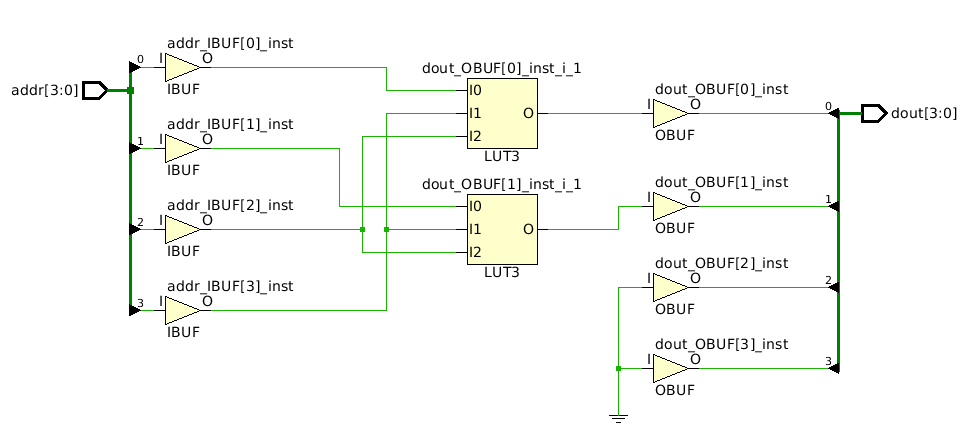 addr[3:0]
0
addr_IBUF[0]_inst
I
O
IBUF
1
addr_IBUF[1]_inst
I
O
IBUF
2
addr_IBUF[2]_inst
I
O
IBUF
3
addr_IBUF[3]_inst
I
O
IBUF
dout_OBUF[0]_inst_i_1
I0
I1
I2
O
LUT3
dout_OBUF[1]_inst_i_1
I0
I1
I2
O
LUT3
dout_OBUF[0]_inst
I
O
OBUF
0
dout_OBUF[1]_inst
I
O
OBUF
1
dout_OBUF[2]_inst
I
O
OBUF
2
dout_OBUF[3]_inst
I
O
OBUF
3
dout[3:0]